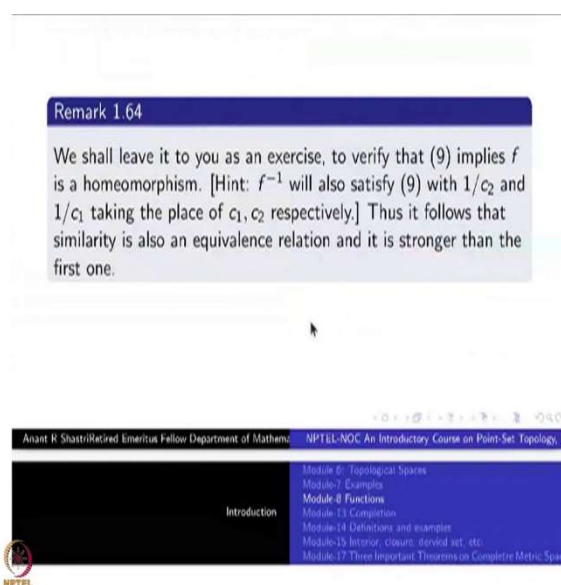 Remark 1.64
We shall leave it to you as an exercise, to verify that (9) implies f
is a homeomorphism. [Hint: f⁻¹ will also satisfy (9) with 1/c₂ and
1/c₁ taking the place of c₁, c₂ respectively.] Thus it follows that
similarity is also an equivalence relation and it is stronger than the
first one.
Anant R ShastriRetired Emeritus Fellow Department of Mathema
NPTEL-NOC An Introductory Course on Point-Set Topology,
Introduction
Module 6: Topological Spaces
Module-7 Examples
Module-8 Functions
Module-13 Completion
Module-14 Definitions and examples
Module-15 Interior, closure, dervied set, etc
Module-17 Three Important Theorems on Completre Metric Spa
NPTEL